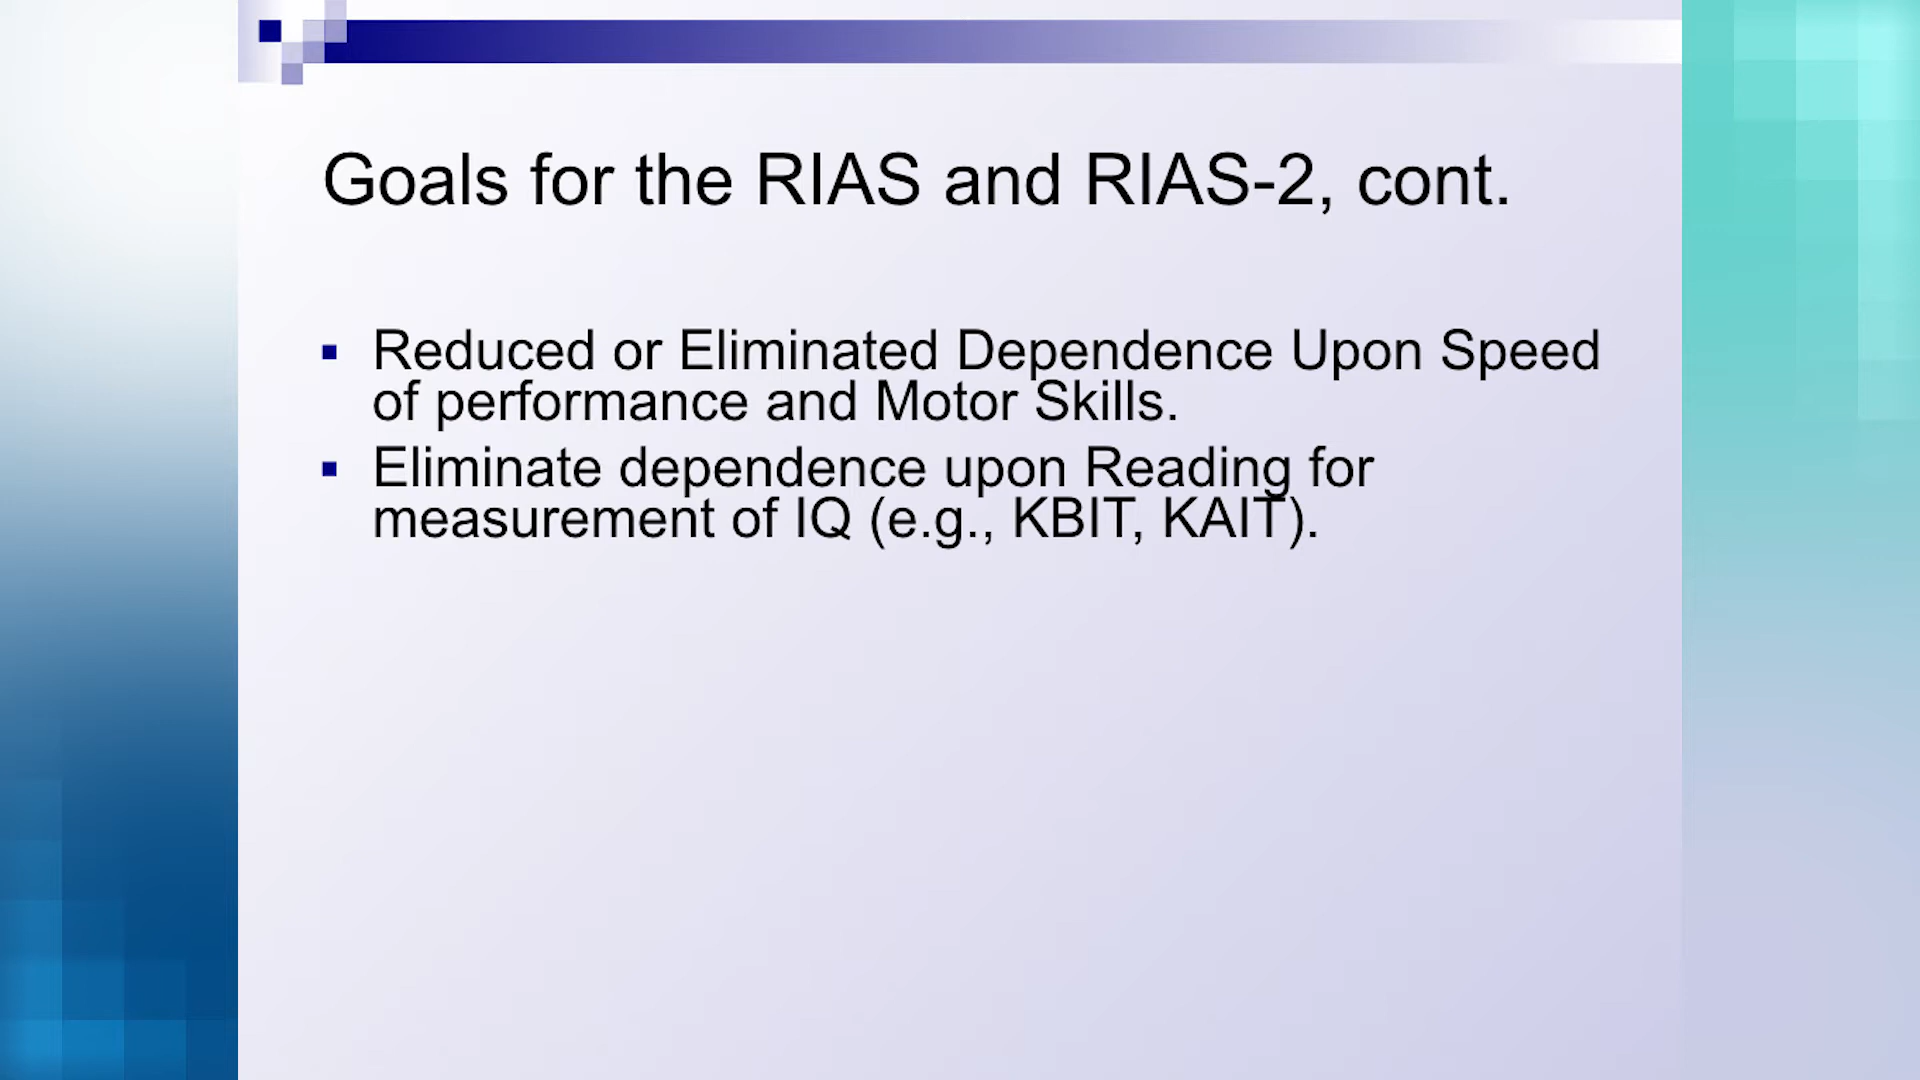 Goals for the RIAS and RIAS-2, cont.
Reduced or Eliminated Dependence Upon Speed
of performance and Motor Skills.
Eliminate dependence upon Reading for
measurement of IQ (e.g., KBIT, KAIT).